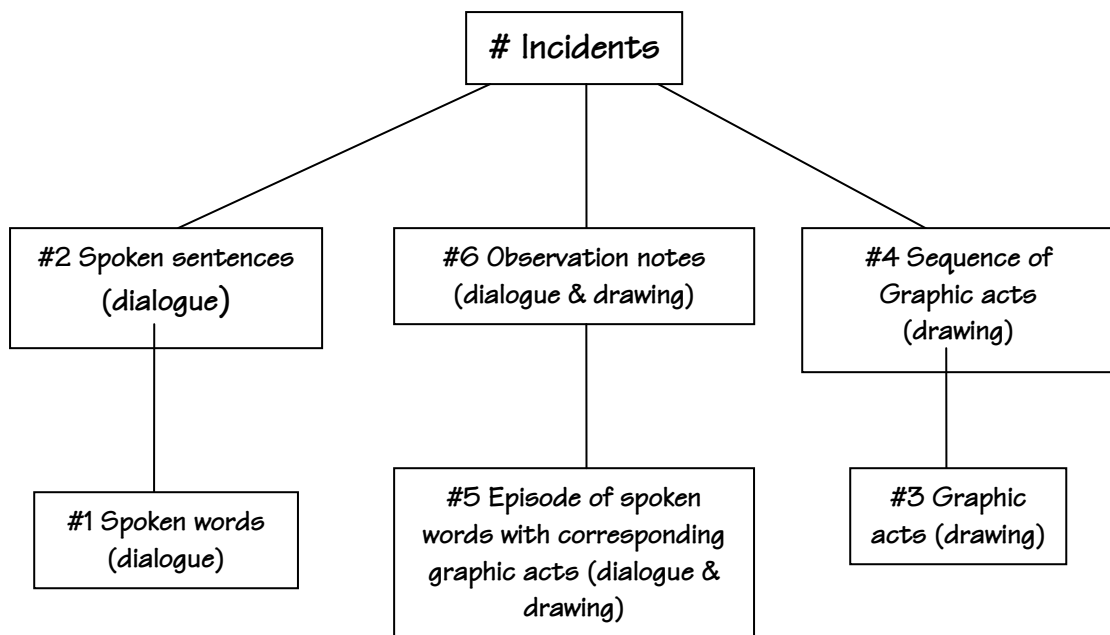 # Incidents
#2 Spoken sentences
(dialogue)
#6 Observation notes
(dialogue & drawing)
#4 Sequence of
Graphic acts
(drawing)
#1 Spoken words
(dialogue)
#5 Episode of spoken
words with corresponding
graphic acts (dialogue &
drawing)
#3 Graphic
acts (drawing)